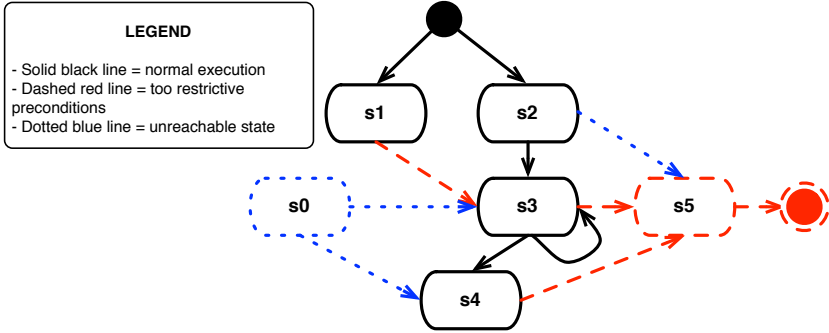 LEGEND
- Solid black line = normal execution
- Dashed red line = too restrictive
preconditions
- Dotted blue line = unreachable state
s1
s2
s0
s3
s5
s4